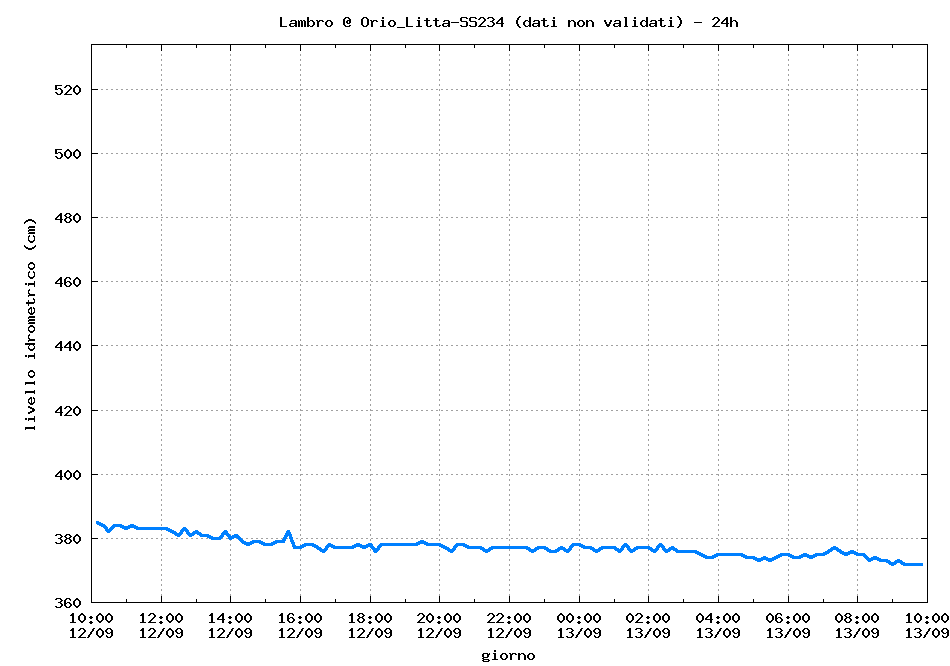 Lambro @ Orio_Litta-SS234 (dati non validati) - 24h
livello idrometrico (cm)
520
500
480
460
440
420
400
380
360
10:00 12:00 14:00 16:00 18:00 20:00 22:00 00:00 02:00 04:00 06:00 08:00 10:00
12/09 12/09 12/09 12/09 12/09 12/09 12/09 13/09 13/09 13/09 13/09 13/09 13/09
giorno